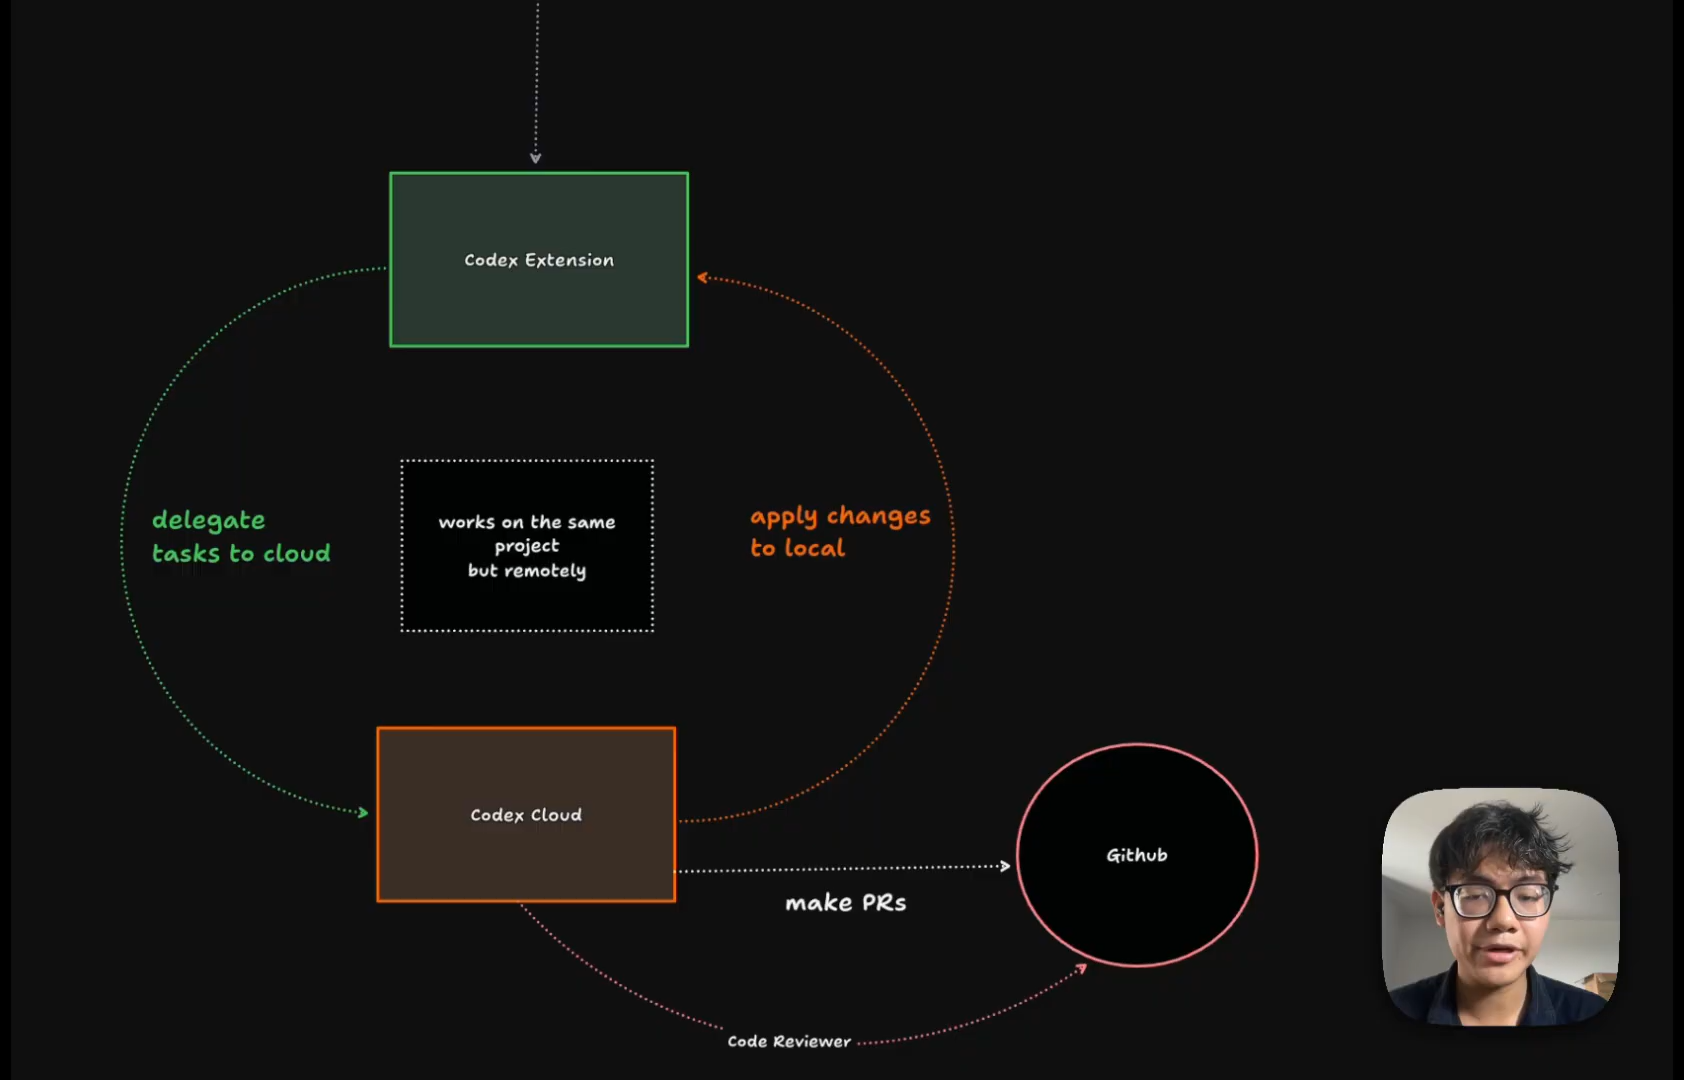 Codex Extension
delegate
tasks to cloud
works on the same
project
but remotely
apply changes
to local
Codex Cloud
Github
make PRs
Code Reviewer